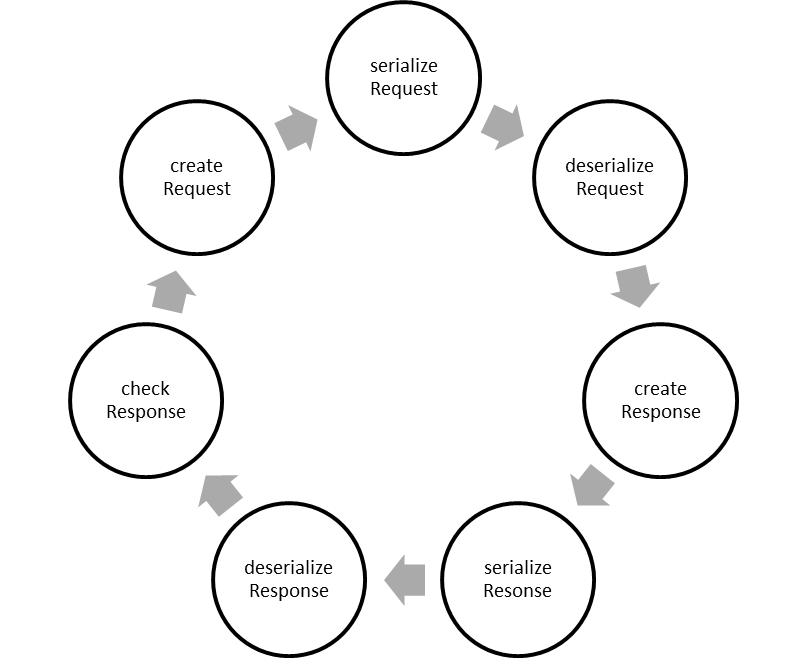 serialize
Request
deserialize
Request
create
Response
serialize
Resonse
deserialize
Response
check
Response
create
Request